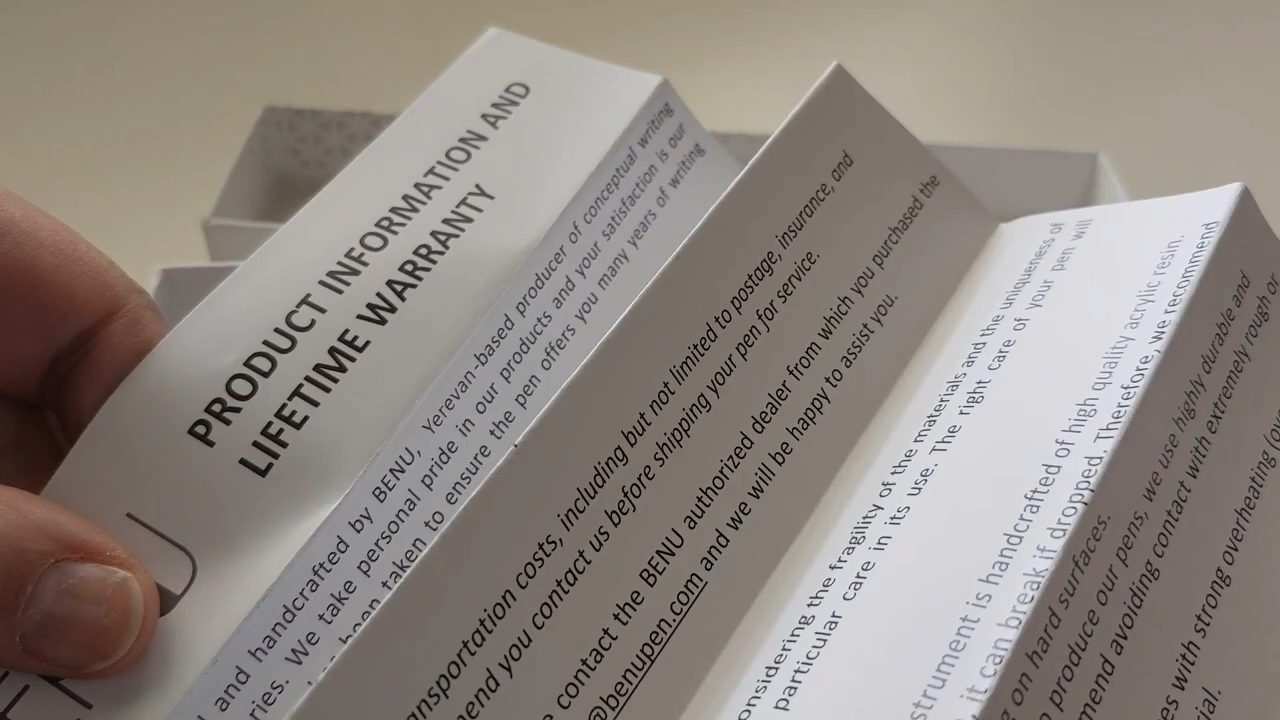 PRODUCT INFORMATION AND
LIFETIME WARRANTY
U
and handcrafted by BENU, Yerevan-based producer of conceptual writing
ries. We take personal pride in our products and your satisfaction is our
been taken to ensure the pen offers you many years of writing
ansportation costs, including but not limited to postage, insurance, and
mend you contact us before shipping your pen for service.
contact the BENU authorized dealer from which you purchased the
@benupen.com and we will be happy to assist you.
onsidering the fragility of the materials and the uniqueness of
particular care in its use. The right care of your pen will
strument is handcrafted of high quality acrylic resin.
, it can break if dropped. Therefore, we recommend
g on hard surfaces.
produce our pens, we use highly durable and
mend avoiding contact with extremely rough or
es with strong overheating
ial.